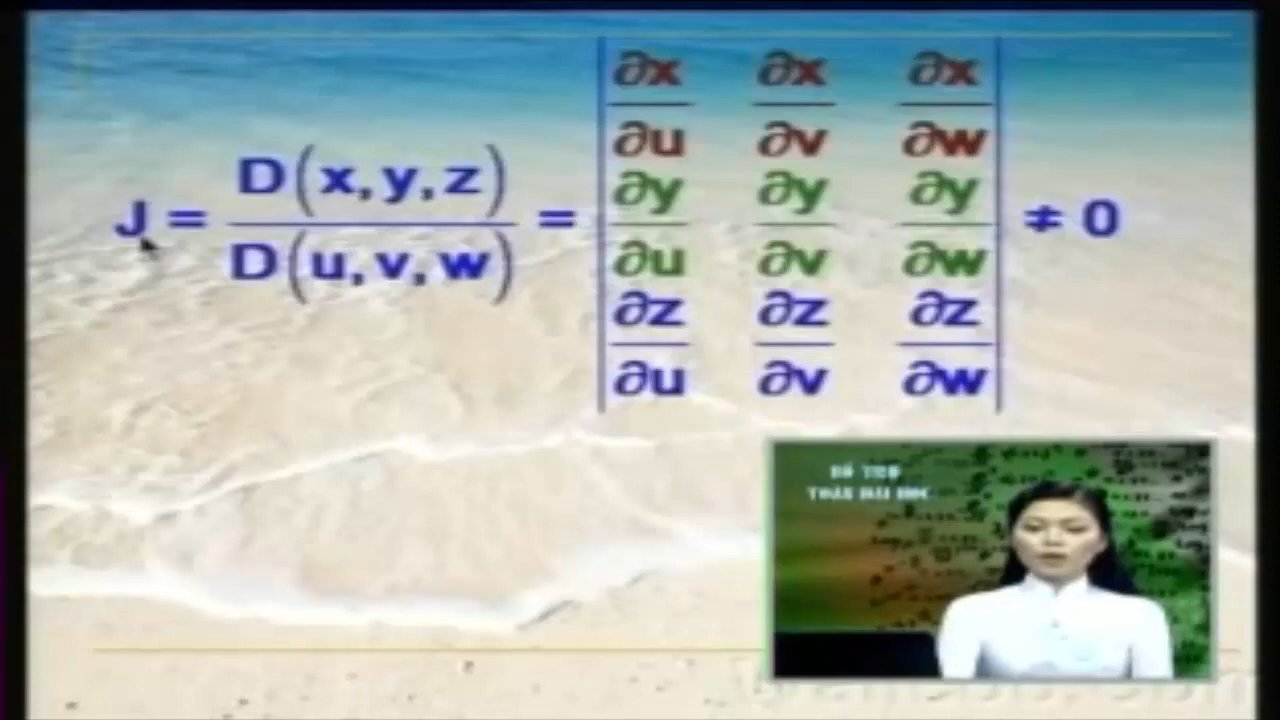 J = D(x,y,z) / D(u,v,w) = | ∂x/∂u ∂x/∂v ∂x/∂w |
| ∂y/∂u ∂y/∂v ∂y/∂w | ≠ 0
| ∂z/∂u ∂z/∂v ∂z/∂w |